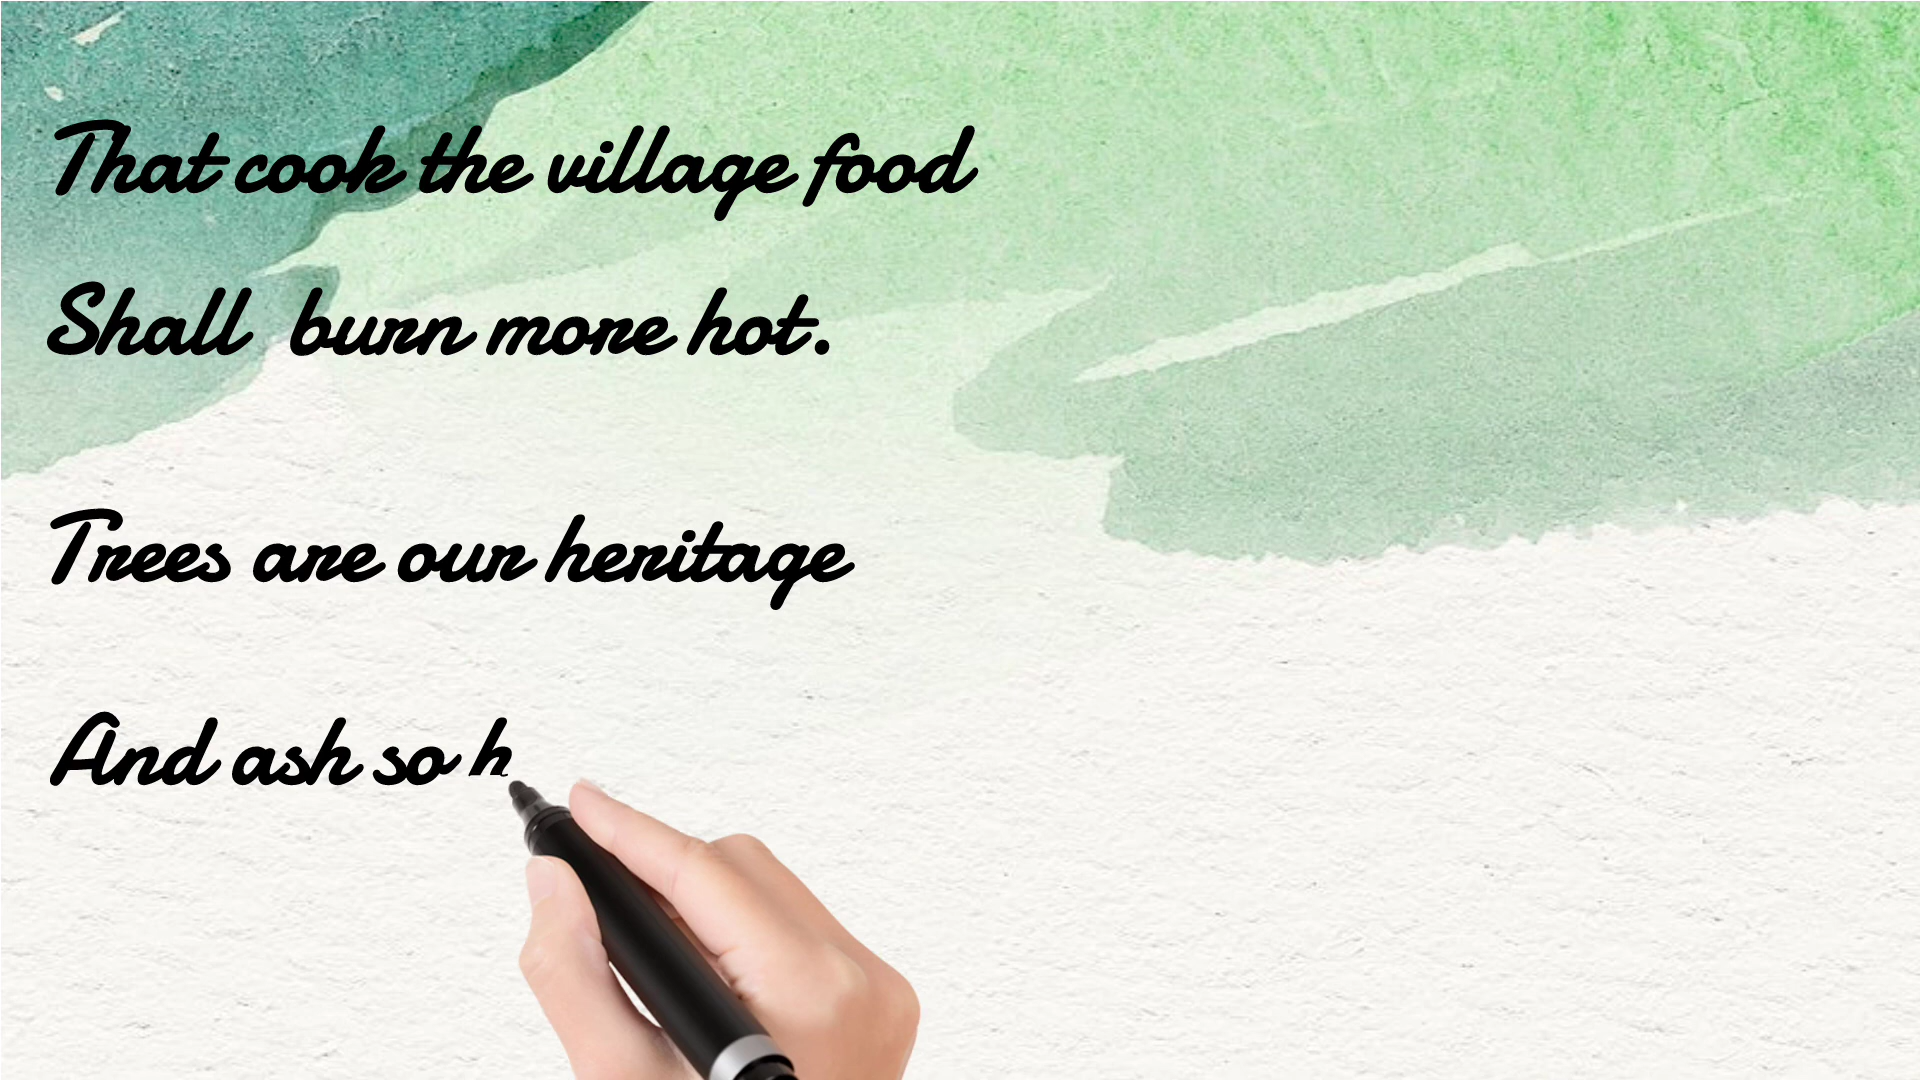 That cook the village food
Shall burn more hot.
Trees are our heritage
And ash so h